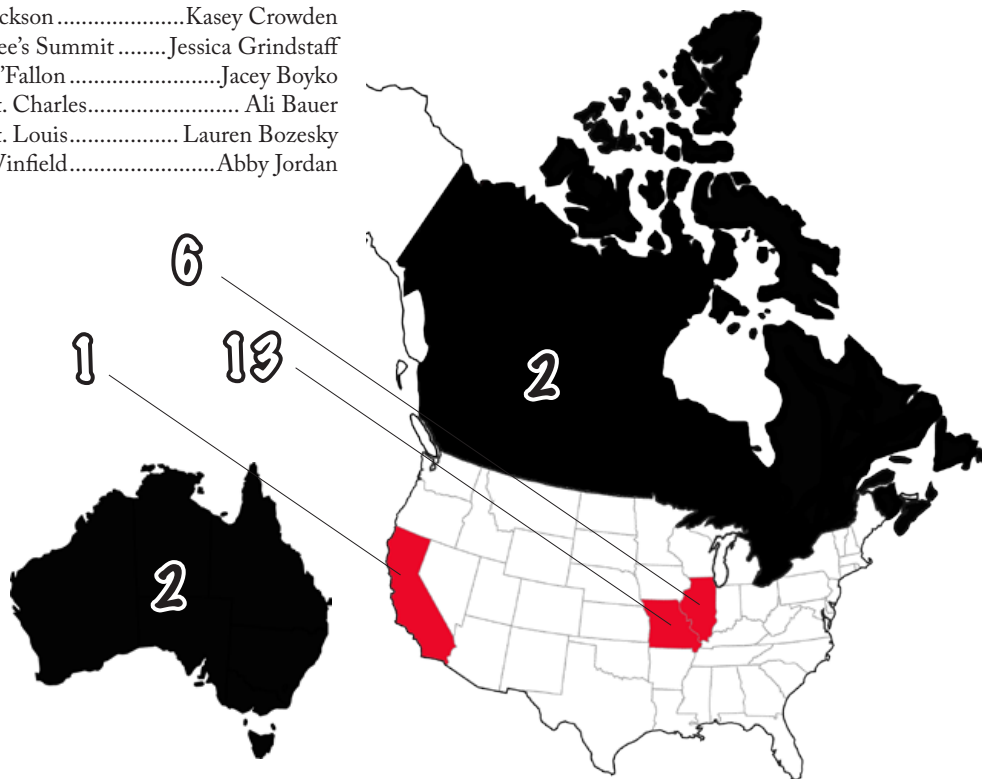 ckson..................Kasey Crowden
ee's Summit........Jessica Grindstaff
'Fallon.......................Jacey Boyko
t. Charles....................... Ali Bauer
t. Louis................. Lauren Bozesky
infield.......................Abby Jordan
6
1
13
2
2